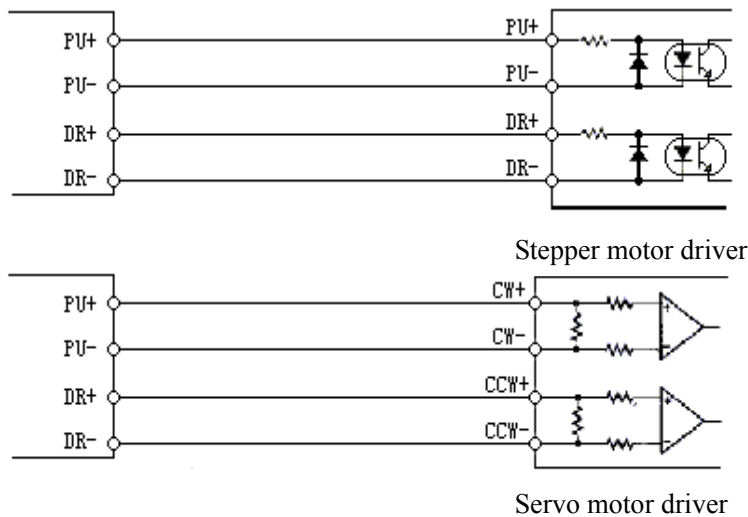 PU+ PU+
PU- PU-
DR+ DR+
DR- DR-
Stepper motor driver
PU+ CW+
PU- CW-
DR+ CCW+
DR- CCW-
Servo motor driver